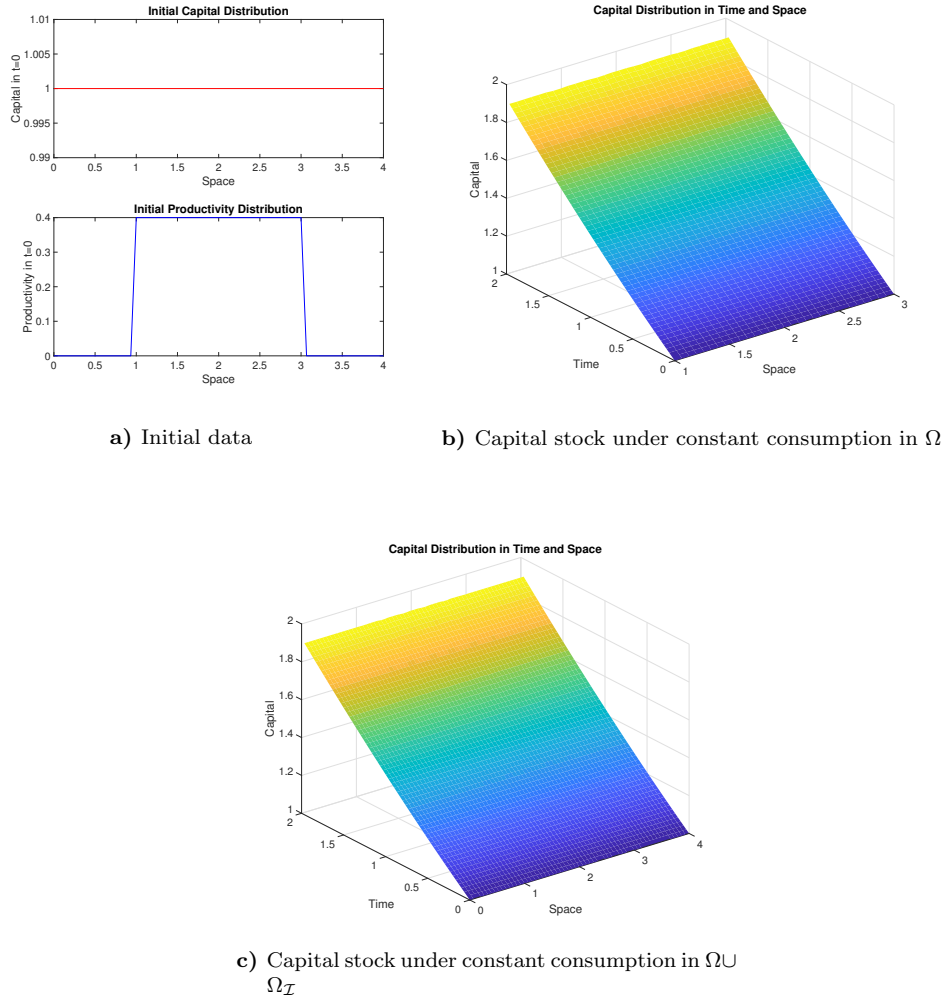 Initial Capital Distribution
Capital in t=0
1.01
1.005
1
0.995
0.99
0 0.5 1 1.5 2 2.5 3 3.5 4
Space
Initial Productivity Distribution
Productivity in t=0
0.4
0.3
0.2
0.1
0
0 0.5 1 1.5 2 2.5 3 3.5 4
Space
a) Initial data
Capital Distribution in Time and Space
Capital
2
1.8
1.6
1.4
1.2
1
2
1.5
1
0.5
0
Time
1
1.5
2
2.5
3
Space
b) Capital stock under constant consumption in Ω
Capital Distribution in Time and Space
Capital
2
1.8
1.6
1.4
1.2
1
2
1.5
1
0.5
0
Time
0
1
2
3
4
Space
c) Capital stock under constant consumption in Ω∪
Ω_ℐ